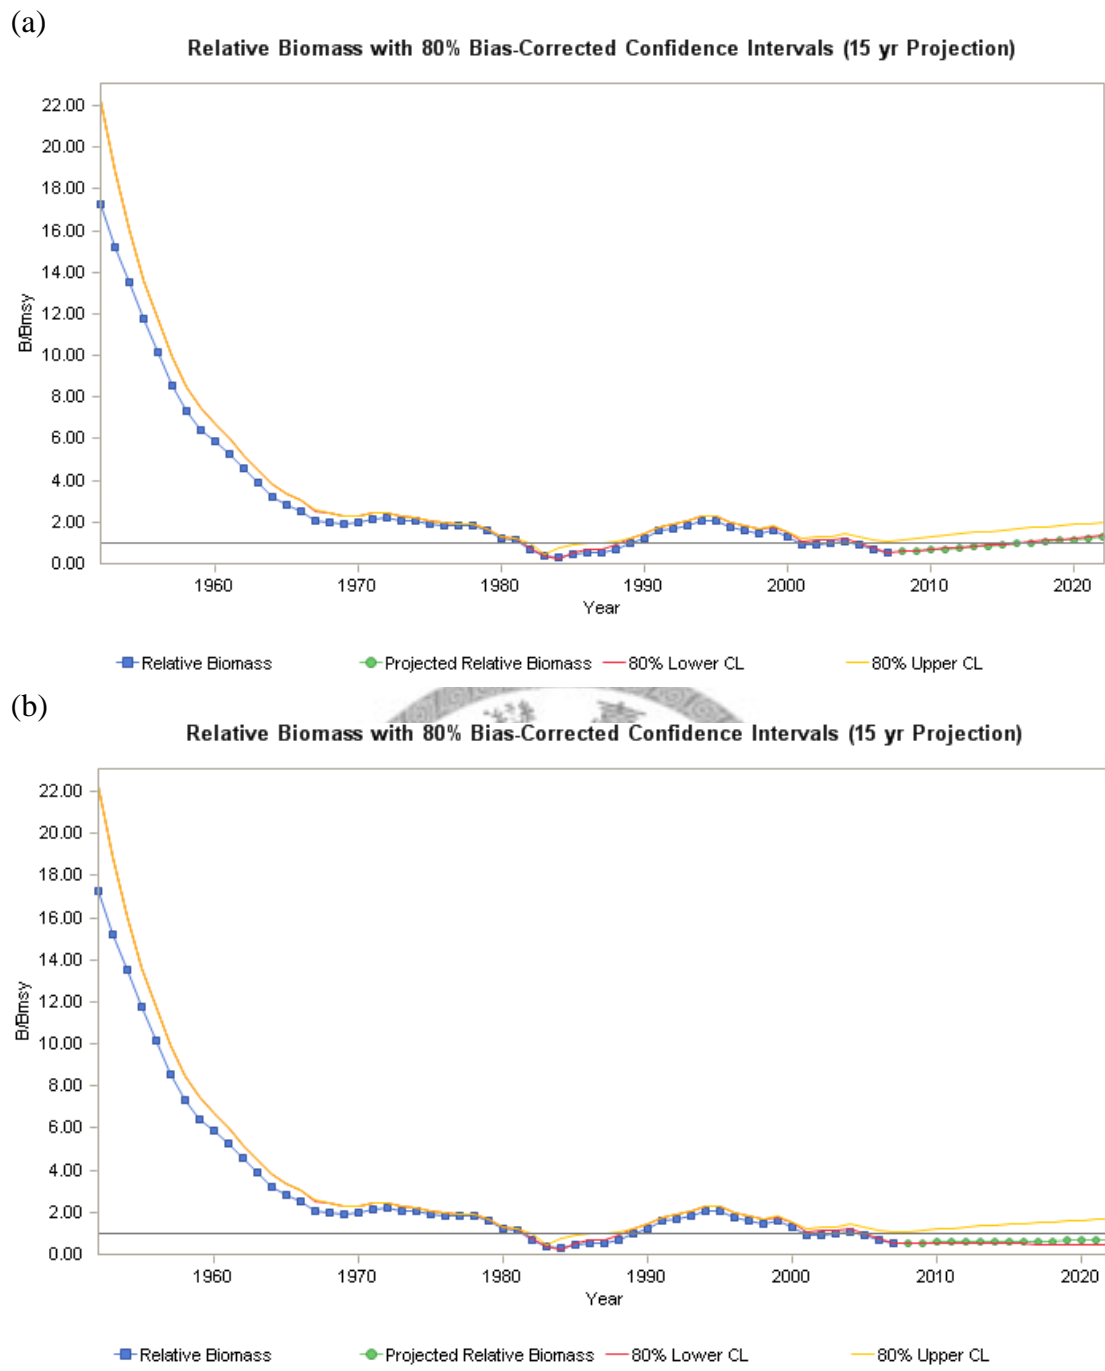 (a)
Relative Biomass with 80% Bias-Corrected Confidence Intervals (15 yr Projection)
22.00
20.00
18.00
16.00
14.00
12.00
10.00
8.00
6.00
4.00
2.00
0.00
B/Bmsy
1960 1970 1980 1990 2000 2010 2020
Year
Relative Biomass Projected Relative Biomass 80% Lower CL 80% Upper CL
(b)
Relative Biomass with 80% Bias-Corrected Confidence Intervals (15 yr Projection)
22.00
20.00
18.00
16.00
14.00
12.00
10.00
8.00
6.00
4.00
2.00
0.00
B/Bmsy
1960 1970 1980 1990 2000 2010 2020
Year
Relative Biomass Projected Relative Biomass 80% Lower CL 80% Upper CL